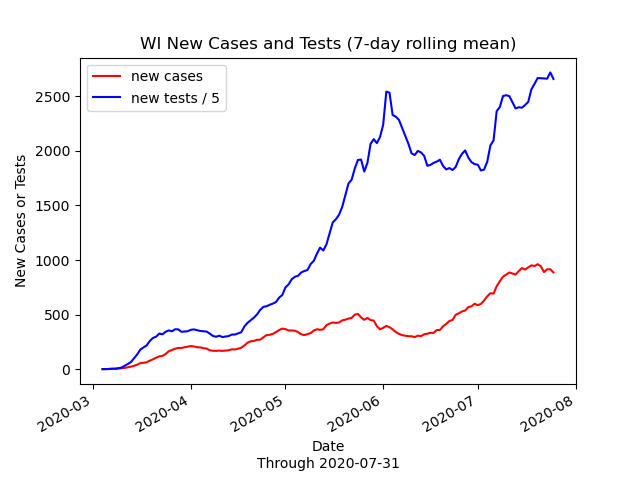 WI New Cases and Tests (7-day rolling mean)
new cases
new tests / 5
New Cases or Tests
2500
2000
1500
1000
500
0
2020-03
2020-04
2020-05
2020-06
2020-07
2020-08
Date
Through 2020-07-31